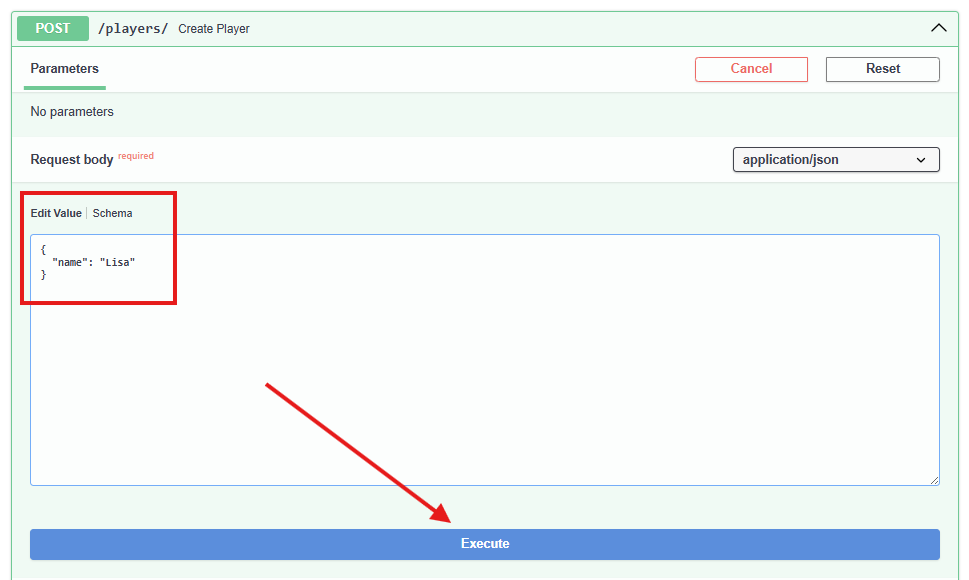 POST /players/ Create Player
Parameters Cancel Reset
No parameters
Request body required application/json
Edit Value Schema
{
"name": "Lisa"
}
Execute